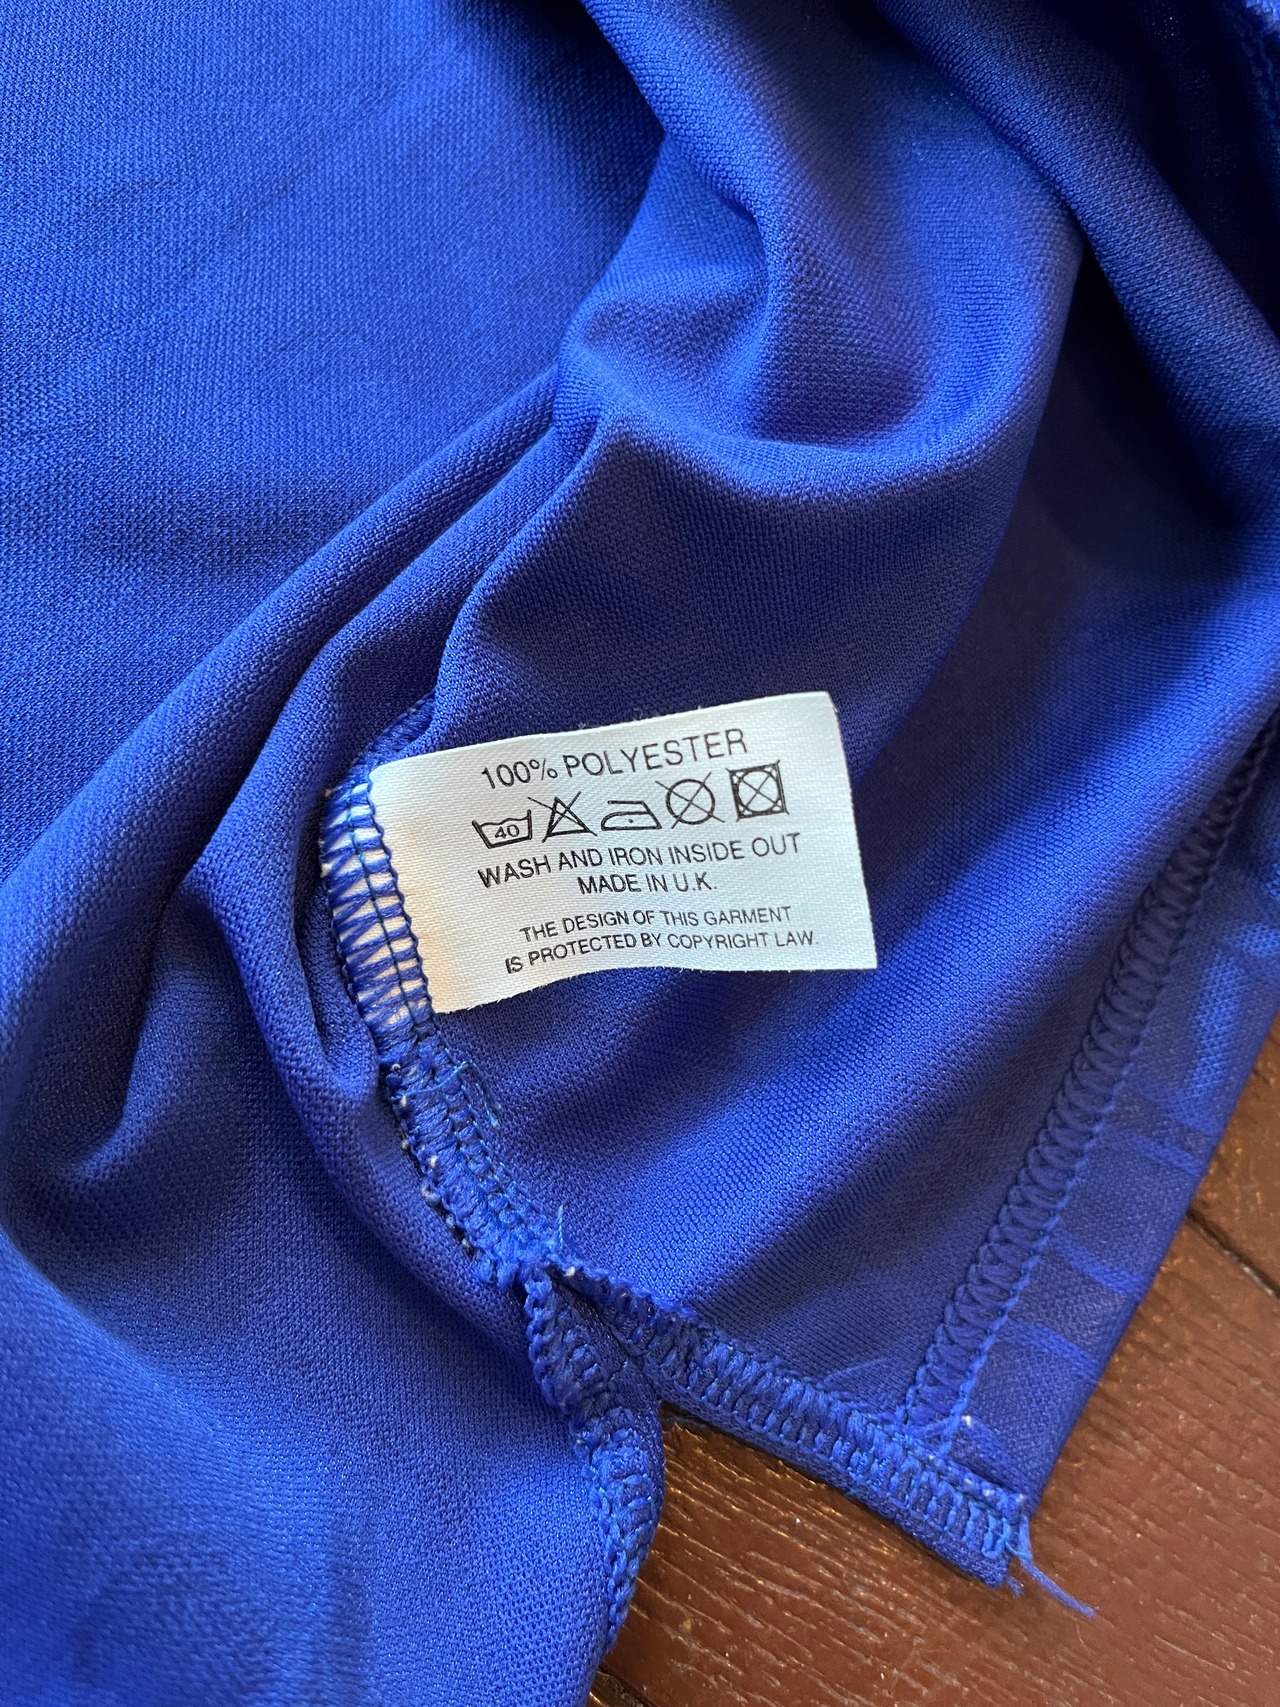 100% POLYESTER
40
WASH AND IRON INSIDE OUT
MADE IN U.K.
THE DESIGN OF THIS GARMENT
IS PROTECTED BY COPYRIGHT LAW.